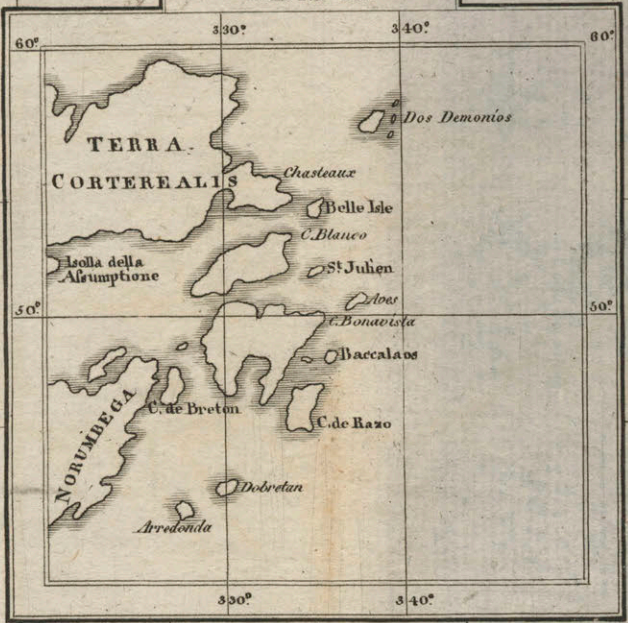 330°
340°
60°
60°
Dos Demonios
TERRA
CORTEREALIS
Chasteaux
Belle Isle
C. Blanco
Isolla della
Aſsumptione
St. Julien
Aves
50°
50°
C. Bonavista
Baccalaos
C. de Breton
C. de Razo
NORUMBEGA
Dobretan
Arredonda
330°
340°